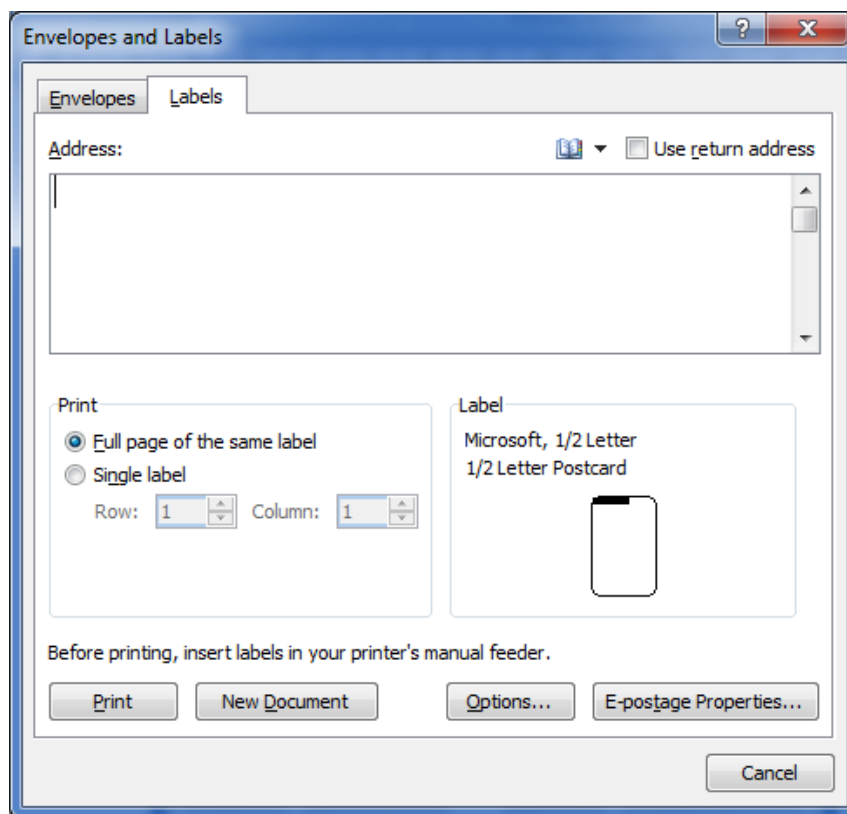 Envelopes and Labels
Envelopes Labels
Address: Use return address
Print
Full page of the same label
Single label
Row: 1 Column: 1
Label
Microsoft, 1/2 Letter
1/2 Letter Postcard
Before printing, insert labels in your printer's manual feeder.
Print New Document Options... E-postage Properties...
Cancel